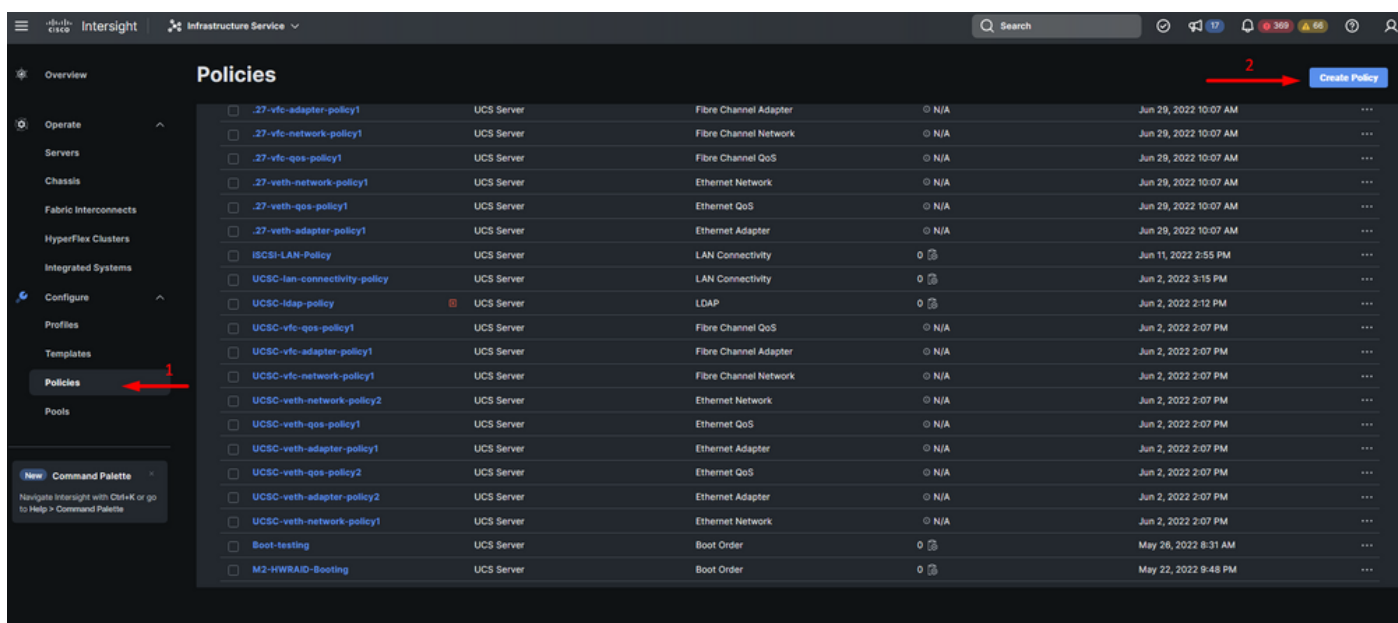 cisco Intersight Infrastructure Service Search 17 369 66
Overview
Operate
Servers
Chassis
Fabric Interconnects
HyperFlex Clusters
Integrated Systems
Configure
Profiles
Templates
Policies 1
Pools
New Command Palette
Navigate Intersight with Ctrl+K or go
to Help > Command Palette
Policies 2 Create Policy
.27-vfc-adapter-policy1 UCS Server Fibre Channel Adapter N/A Jun 29, 2022 10:07 AM ...
.27-vfc-network-policy1 UCS Server Fibre Channel Network N/A Jun 29, 2022 10:07 AM ...
.27-vfc-qos-policy1 UCS Server Fibre Channel QoS N/A Jun 29, 2022 10:07 AM ...
.27-veth-network-policy1 UCS Server Ethernet Network N/A Jun 29, 2022 10:07 AM ...
.27-veth-qos-policy1 UCS Server Ethernet QoS N/A Jun 29, 2022 10:07 AM ...
.27-veth-adapter-policy1 UCS Server Ethernet Adapter N/A Jun 29, 2022 10:07 AM ...
ISCSI-LAN-Policy UCS Server LAN Connectivity 0 Jun 11, 2022 2:55 PM ...
UCSC-lan-connectivity-policy UCS Server LAN Connectivity 0 Jun 2, 2022 3:15 PM ...
UCSC-ldap-policy UCS Server LDAP 0 Jun 2, 2022 2:12 PM ...
UCSC-vfc-qos-policy1 UCS Server Fibre Channel QoS N/A Jun 2, 2022 2:07 PM ...
UCSC-vfc-adapter-policy1 UCS Server Fibre Channel Adapter N/A Jun 2, 2022 2:07 PM ...
UCSC-vfc-network-policy1 UCS Server Fibre Channel Network N/A Jun 2, 2022 2:07 PM ...
UCSC-veth-network-policy2 UCS Server Ethernet Network N/A Jun 2, 2022 2:07 PM ...
UCSC-veth-qos-policy1 UCS Server Ethernet QoS N/A Jun 2, 2022 2:07 PM ...
UCSC-veth-adapter-policy1 UCS Server Ethernet Adapter N/A Jun 2, 2022 2:07 PM ...
UCSC-veth-qos-policy2 UCS Server Ethernet QoS N/A Jun 2, 2022 2:07 PM ...
UCSC-veth-adapter-policy2 UCS Server Ethernet Adapter N/A Jun 2, 2022 2:07 PM ...
UCSC-veth-network-policy1 UCS Server Ethernet Network N/A Jun 2, 2022 2:07 PM ...
Boot-testing UCS Server Boot Order 0 May 26, 2022 8:31 AM ...
M2-HWRAID-Booting UCS Server Boot Order 0 May 22, 2022 9:48 PM ...